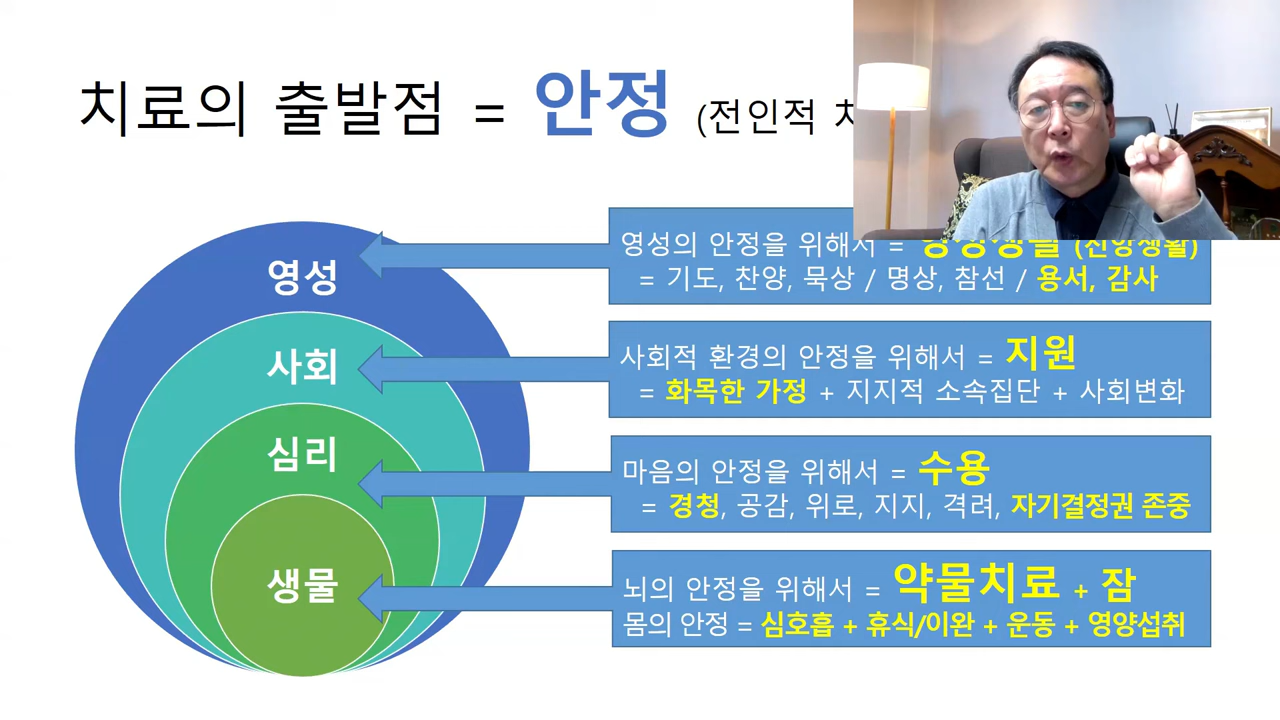 치료의 출발점 = 안정 (전인적
영성
사회
심리
생물
영성의 안정을 위해서 = (신앙생활)
= 기도, 찬양, 묵상 / 명상, 참선 / 용서, 감사
사회적 환경의 안정을 위해서 = 지원
= 화목한 가정 + 지지적 소속집단 + 사회변화
마음의 안정을 위해서 = 수용
= 경청, 공감, 위로, 지지, 격려, 자기결정권 존중
뇌의 안정을 위해서 = 약물치료 + 잠
몸의 안정 = 심호흡 + 휴식/이완 + 운동 + 영양섭취